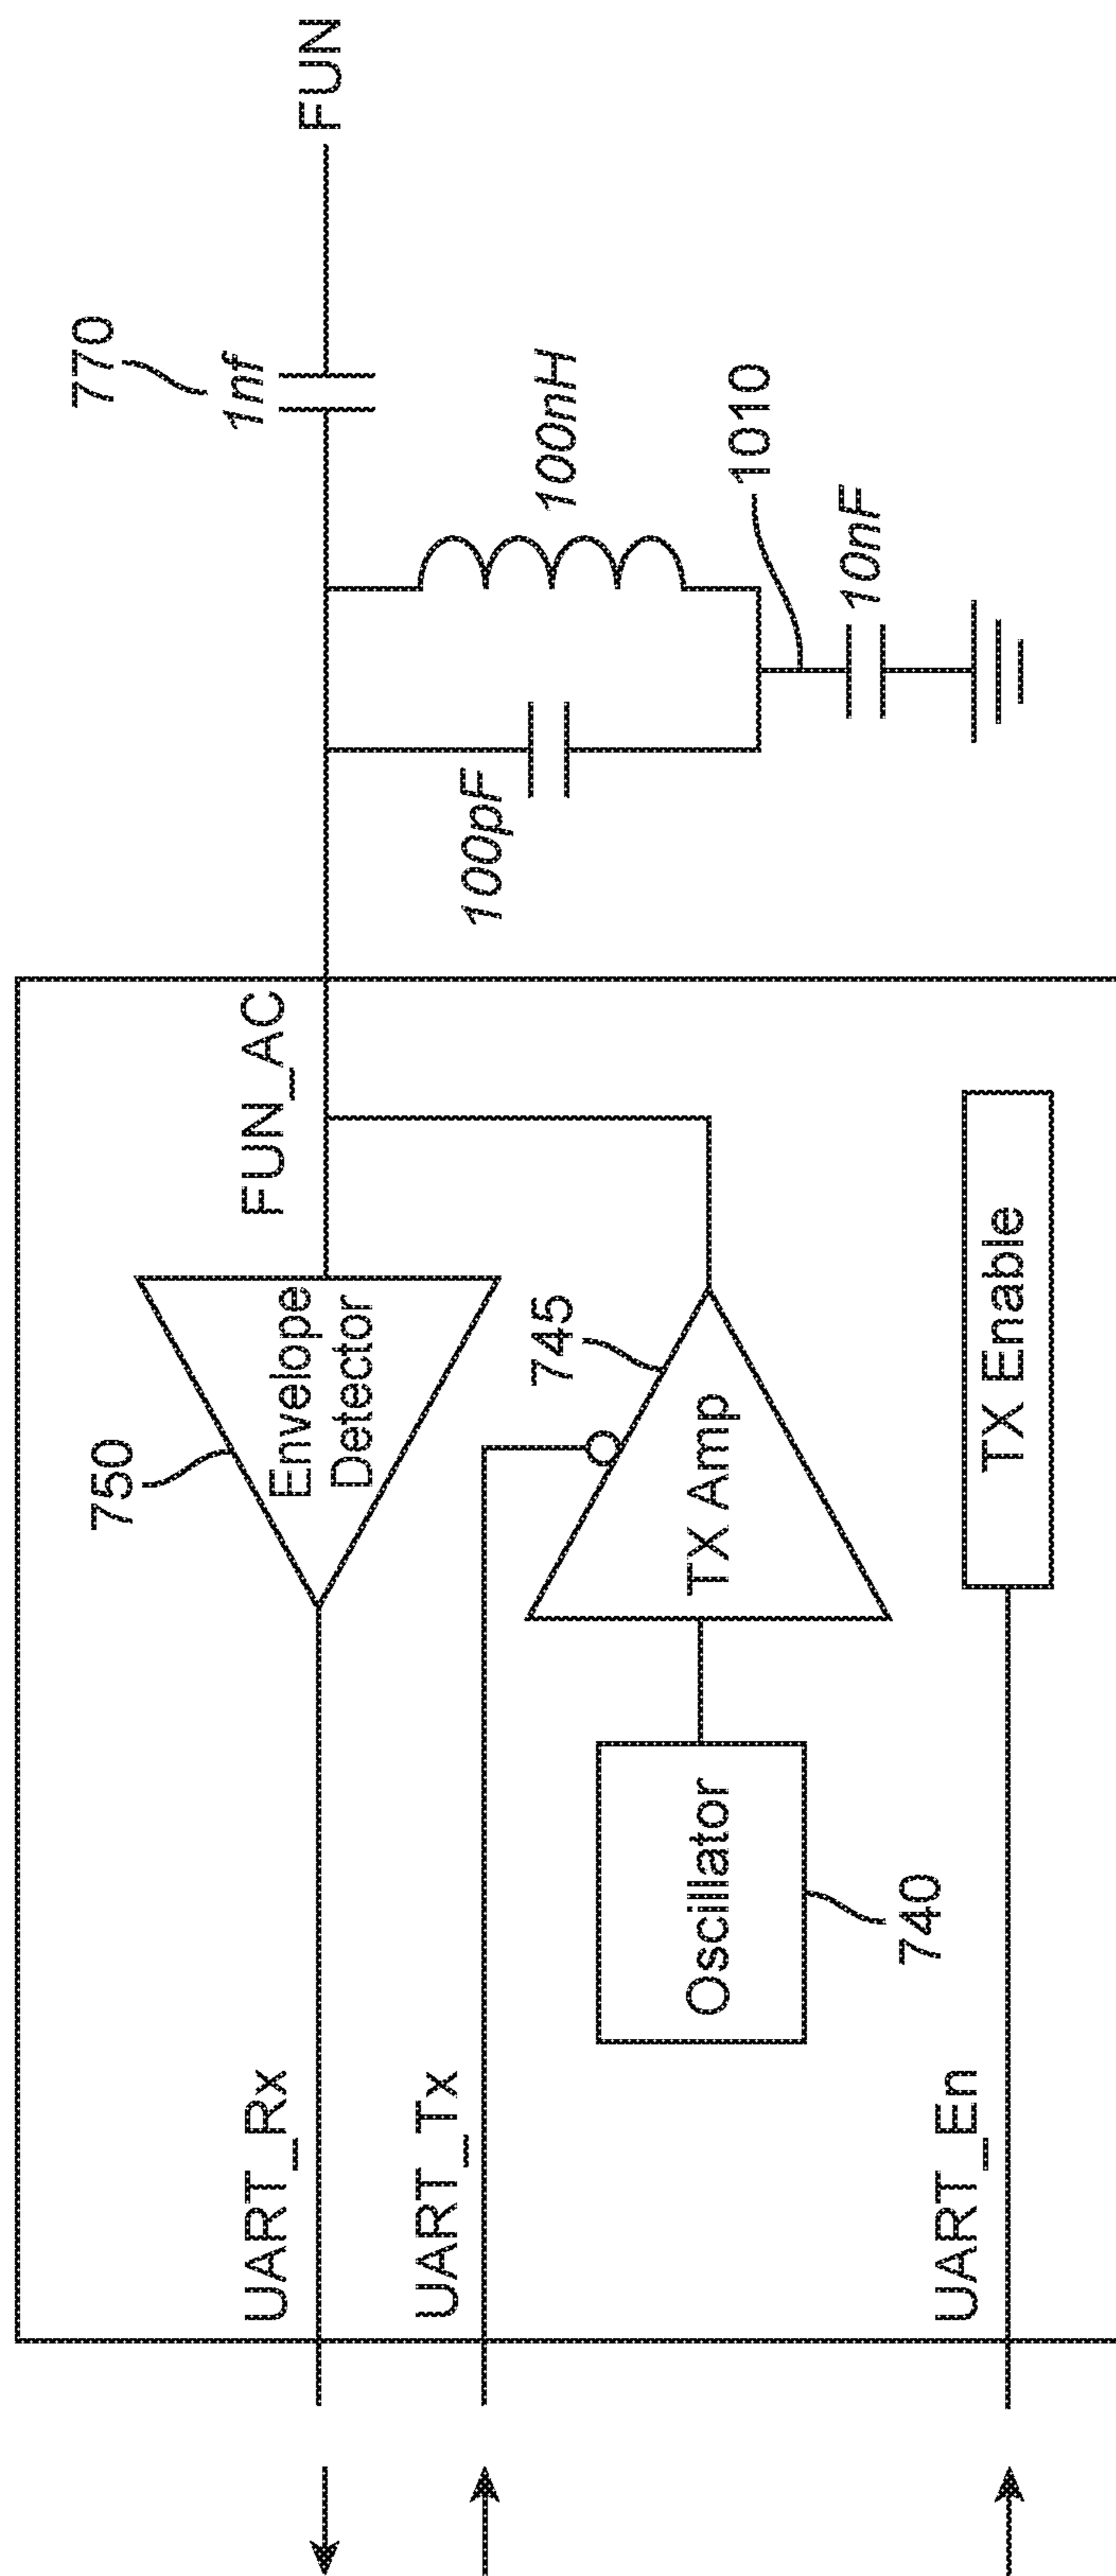 770
1nf
FUN
100nH
1010
10nF
100pF
FUN_AC
750
Envelope
Detector
745
TX Amp
TX Enable
Oscillator
740
UART_Rx
UART_Tx
UART_En